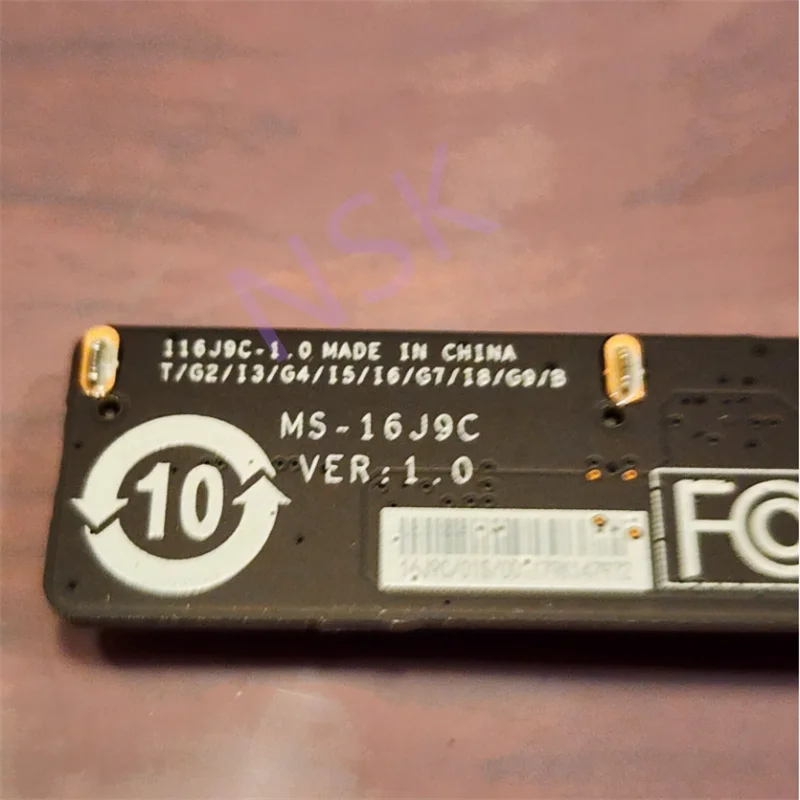 NSK
116J9C-1.0 MADE IN CHINA
T/G2/I3/G4/I5/I6/G7/I8/G9/B
MS-16J9C
VER:1.0
10